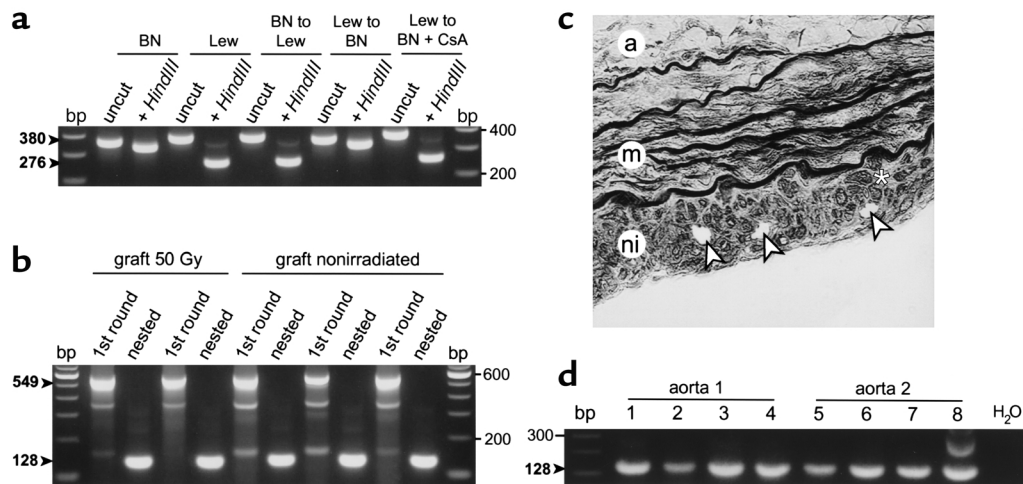 a
BN
Lew
BN to
Lew
Lew to
BN
Lew to
BN + CsA
bp
uncut
+ HindIII
uncut
+ HindIII
uncut
+ HindIII
uncut
+ HindIII
uncut
+ HindIII
bp
380
276
400
200
b
graft 50 Gy
graft nonirradiated
bp
1st round
nested
1st round
nested
1st round
nested
1st round
nested
1st round
nested
bp
549
128
600
200
c
a
m
*
ni
d
aorta 1
aorta 2
bp
1 2 3 4 5 6 7 8 H₂O
300
128